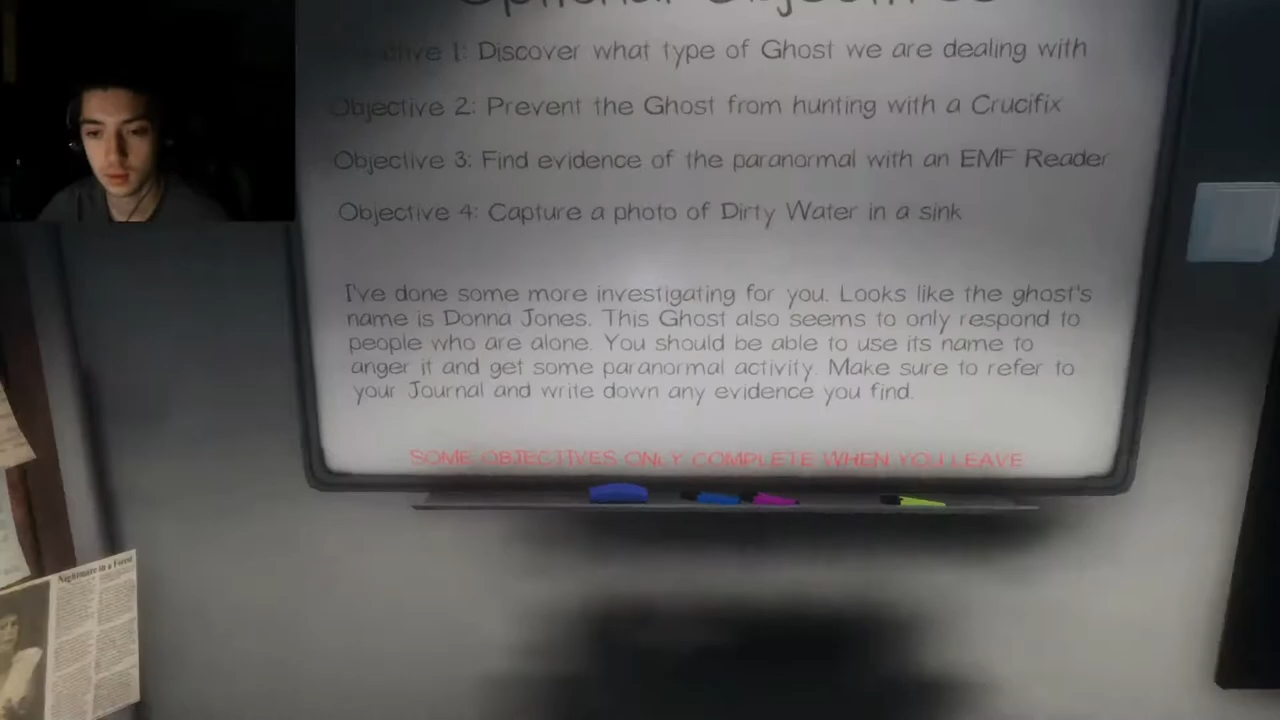 Optional Objectives
ctive 1: Discover what type of Ghost we are dealing with
Objective 2: Prevent the Ghost from hunting with a Crucifix
Objective 3: Find evidence of the paranormal with an EMF Reader
Objective 4: Capture a photo of Dirty Water in a sink
I've done some more investigating for you. Looks like the ghost's
name is Donna Jones. This Ghost also seems to only respond to
people who are alone. You should be able to use its name to
anger it and get some paranormal activity. Make sure to refer to
your Journal and write down any evidence you find.
SOME OBJECTIVES ONLY COMPLETE WHEN YOU LEAVE
Nightmare in a Forest